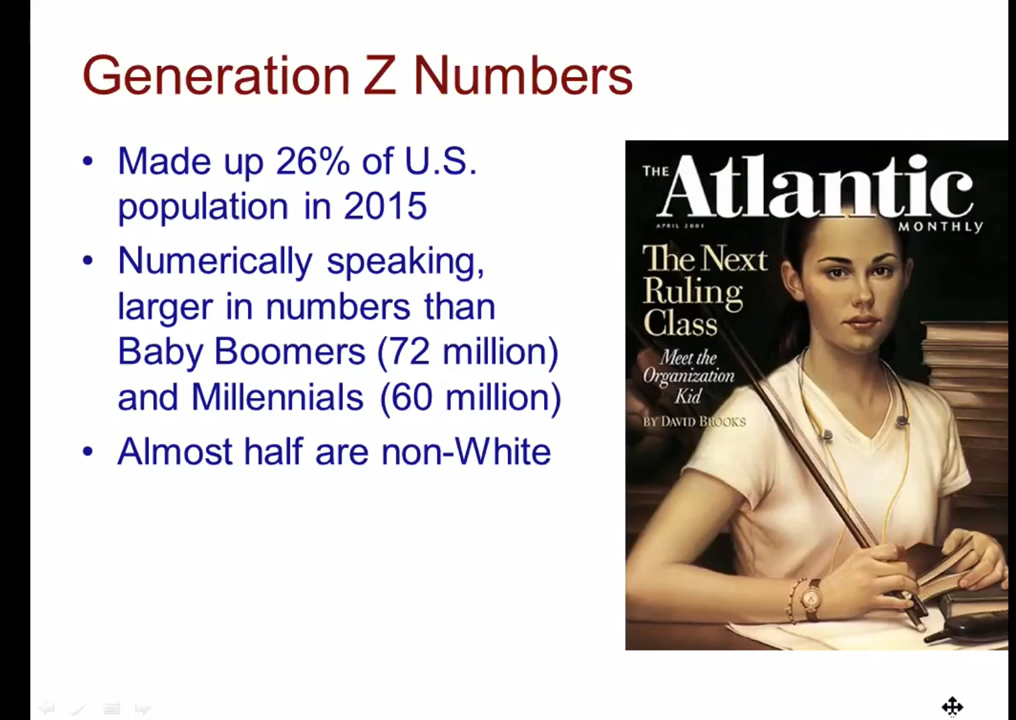 Generation Z Numbers
• Made up 26% of U.S.
population in 2015
• Numerically speaking,
larger in numbers than
Baby Boomers (72 million)
and Millennials (60 million)
• Almost half are non-White
THE Atlantic
APRIL 2001 MONTHLY
The Next
Ruling
Class
Meet the
Organization
Kid
BY DAVID BROOKS